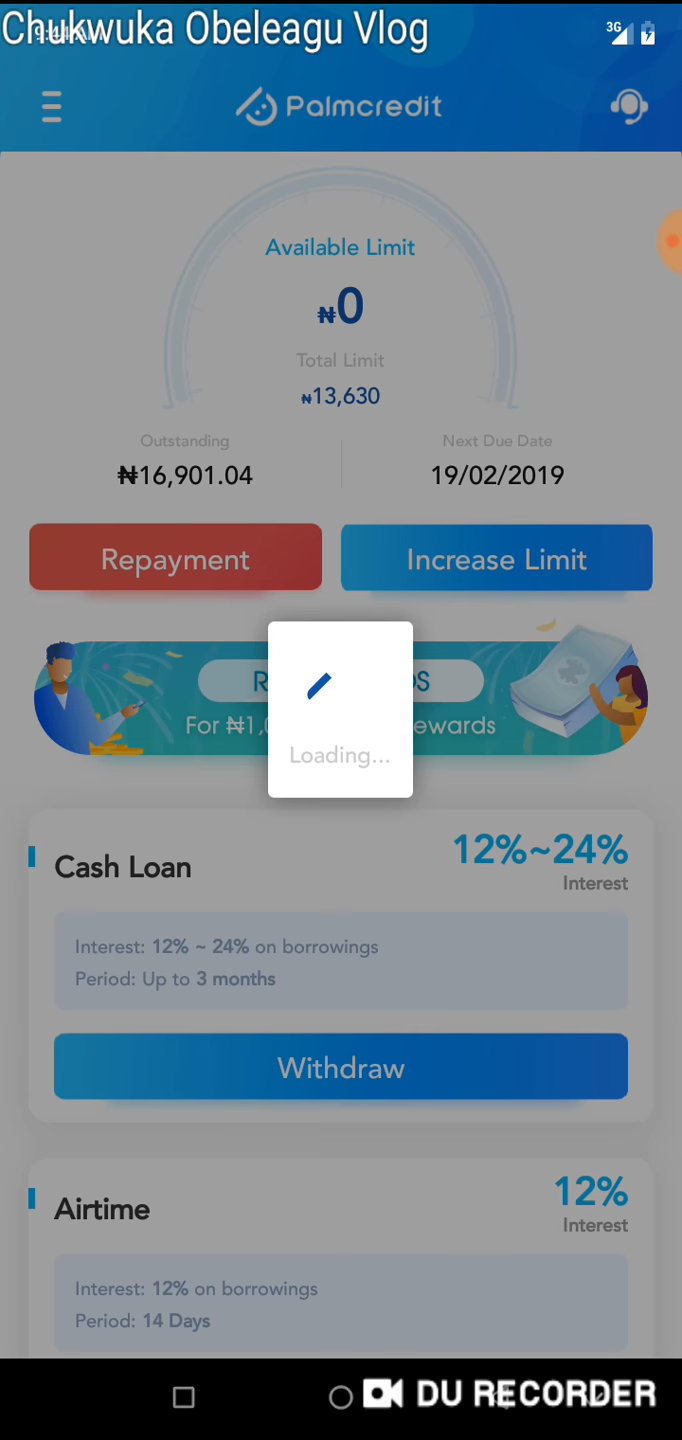 Chukwuka Obeleagu Vlog
3G
Palmcredit
Available Limit
₦0
Total Limit
₦13,630
Outstanding
Next Due Date
₦16,901.04
19/02/2019
Repayment
Increase Limit
For ₦1,
ewards
Loading...
Cash Loan
12%~24%
Interest
Interest: 12% ~ 24% on borrowings
Period: Up to 3 months
Withdraw
Airtime
12%
Interest
Interest: 12% on borrowings
Period: 14 Days
DU RECORDER